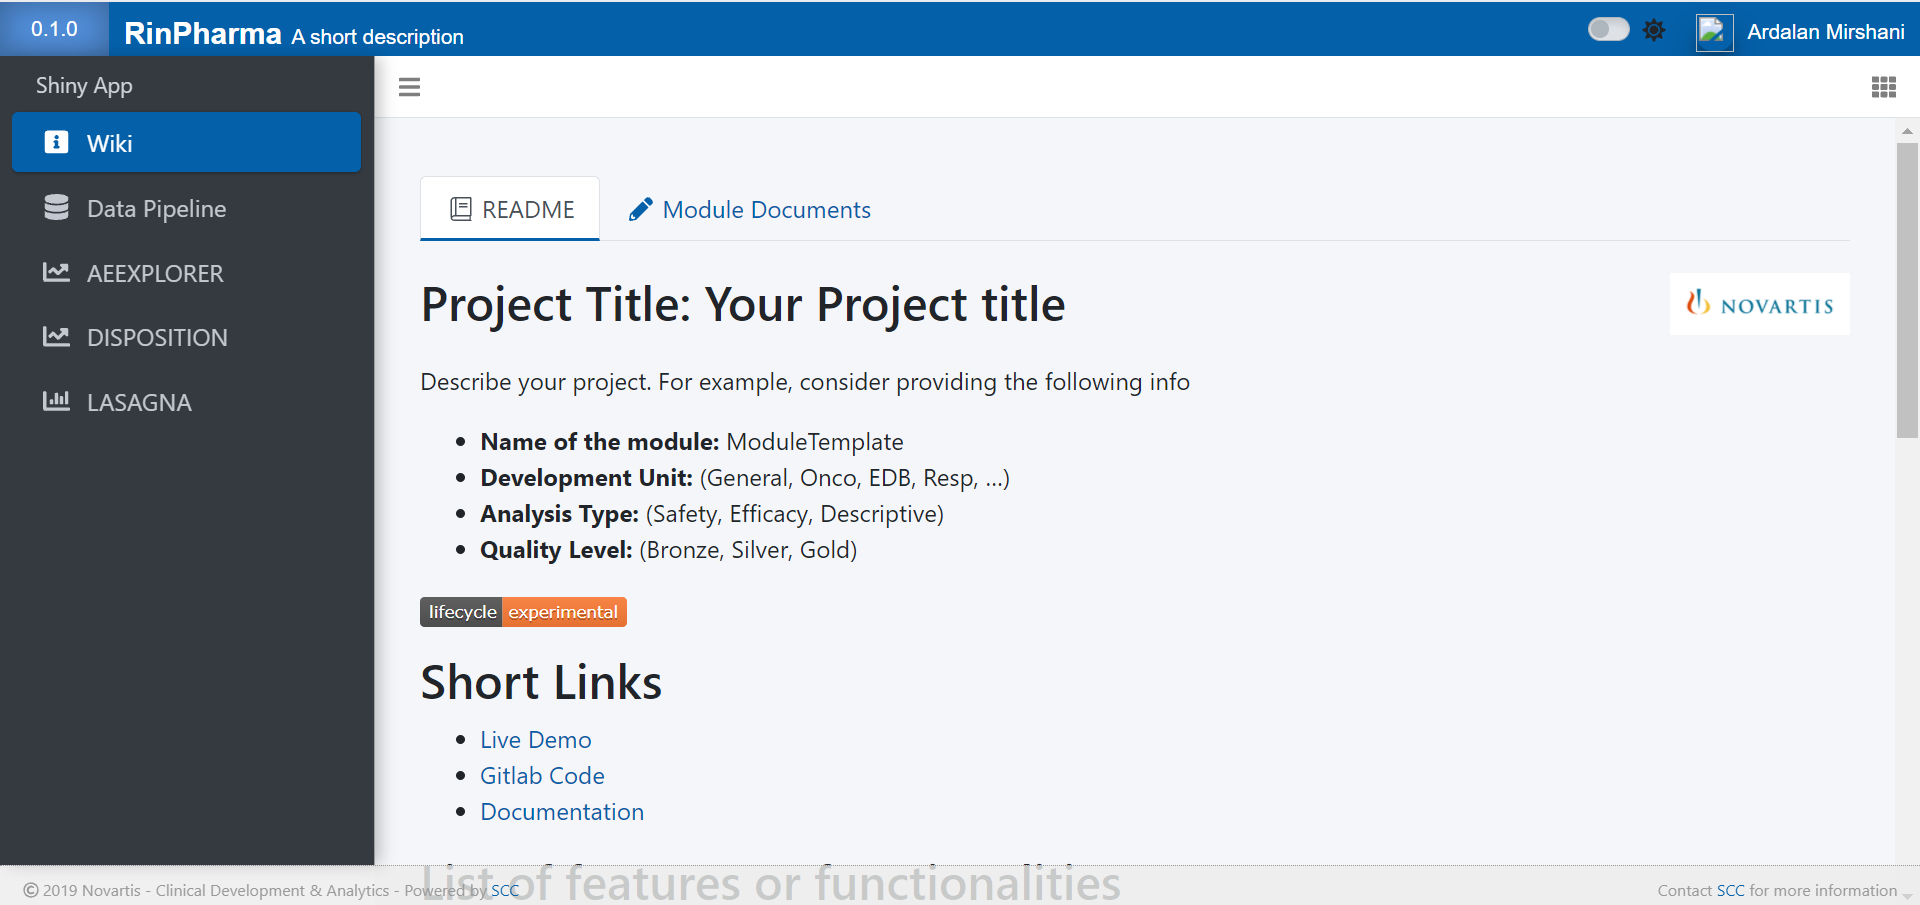 0.1.0
RinPharma A short description
Ardalan Mirshani
Shiny App
Wiki
Data Pipeline
AEEXPLORER
DISPOSITION
LASAGNA
README
Module Documents
Project Title: Your Project title
NOVARTIS
Describe your project. For example, consider providing the following info
Name of the module: ModuleTemplate
Development Unit: (General, Onco, EDB, Resp, ...)
Analysis Type: (Safety, Efficacy, Descriptive)
Quality Level: (Bronze, Silver, Gold)
lifecycle experimental
Short Links
Live Demo
Gitlab Code
Documentation
List of features or functionalities
© 2019 Novartis - Clinical Development & Analytics - Powered by SCC
Contact SCC for more information